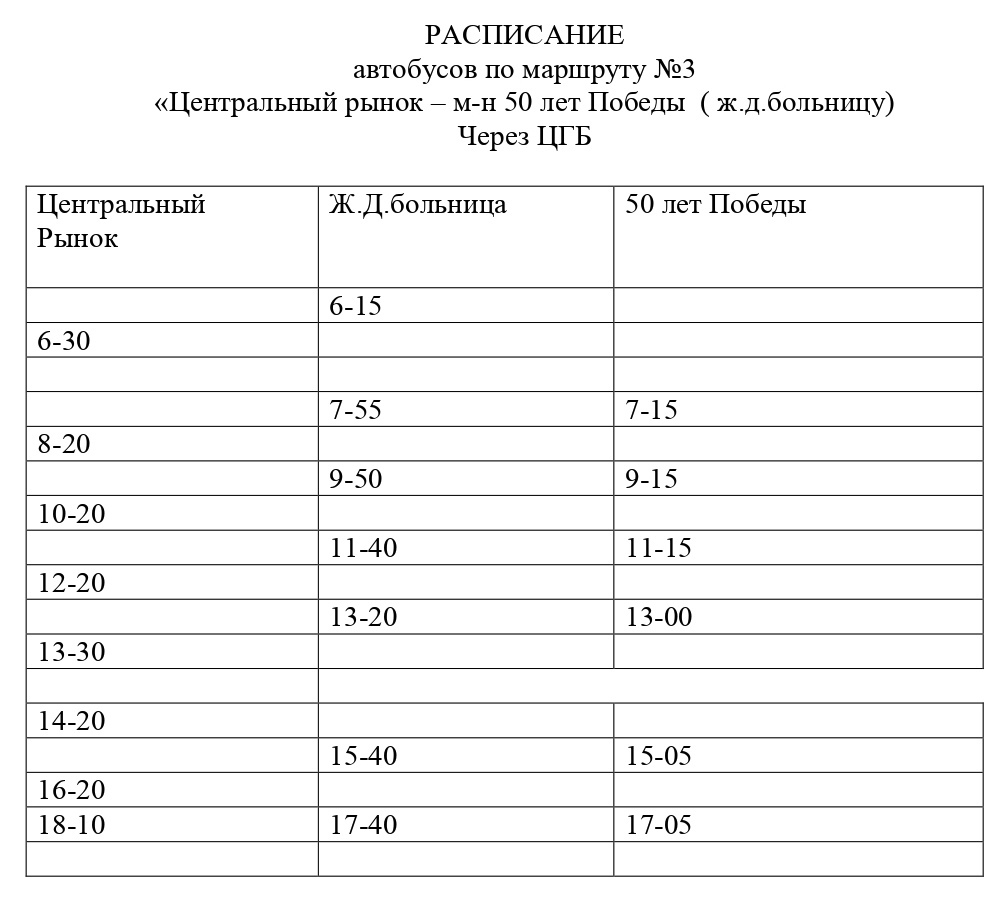 РАСПИСАНИЕ
автобусов по маршруту №3
«Центральный рынок – м-н 50 лет Победы ( ж.д.больницу)
Через ЦГБ
Центральный
Рынок
Ж.Д.больница
50 лет Победы
6-15
6-30
7-55 7-15
8-20
9-50 9-15
10-20
11-40 11-15
12-20
13-20 13-00
13-30
14-20
15-40 15-05
16-20
18-10 17-40 17-05